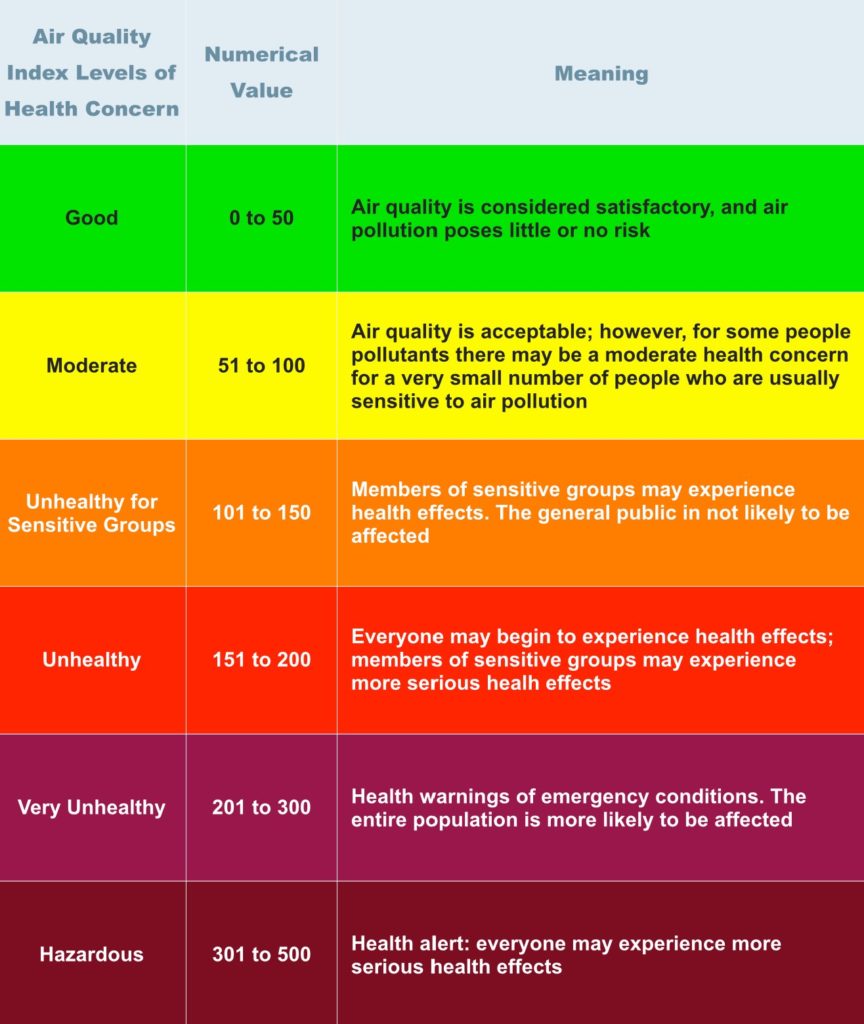 Air Quality
Index Levels of
Health Concern
Numerical
Value
Meaning
Good
0 to 50
Air quality is considered satisfactory, and air
pollution poses little or no risk
Moderate
51 to 100
Air quality is acceptable; however, for some people
pollutants there may be a moderate health concern
for a very small number of people who are usually
sensitive to air pollution
Unhealthy for
Sensitive Groups
101 to 150
Members of sensitive groups may experience
health effects. The general public in not likely to be
affected
Unhealthy
151 to 200
Everyone may begin to experience health effects;
members of sensitive groups may experience
more serious healh effects
Very Unhealthy
201 to 300
Health warnings of emergency conditions. The
entire population is more likely to be affected
Hazardous
301 to 500
Health alert: everyone may experience more
serious health effects